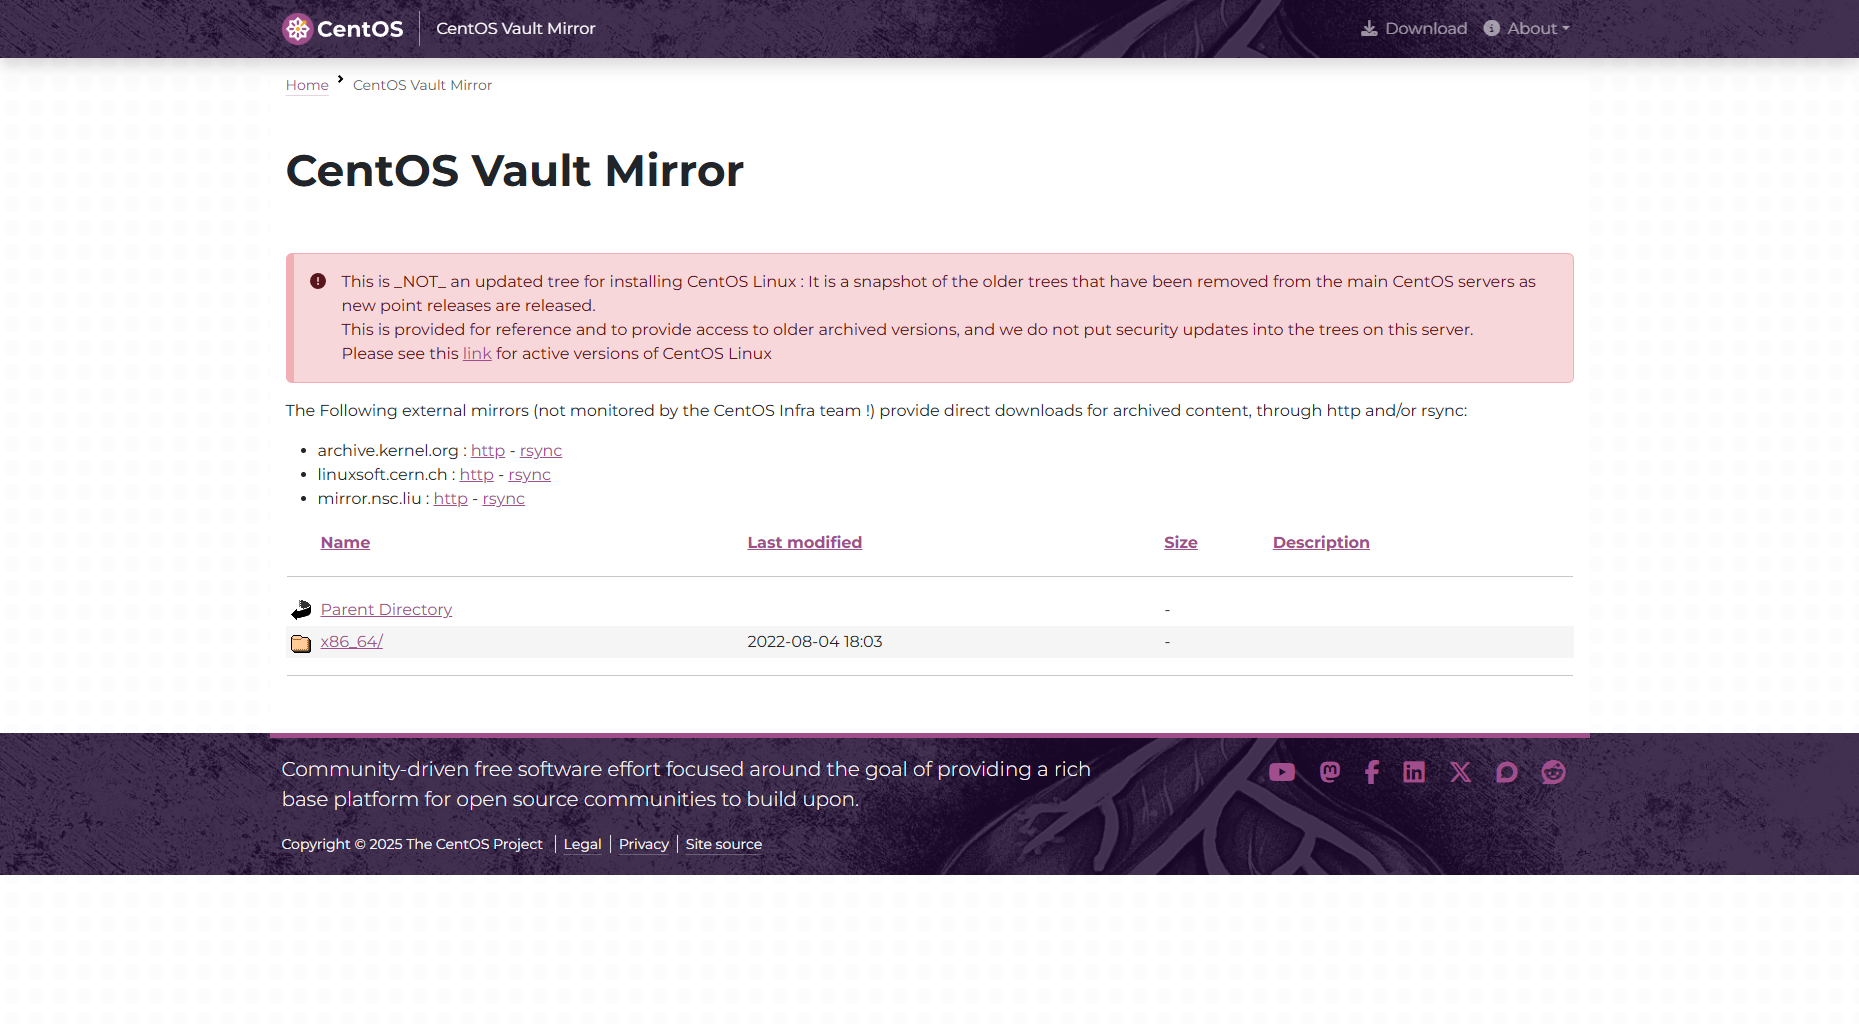 CentOS CentOS Vault Mirror Download About
Home CentOS Vault Mirror
CentOS Vault Mirror
This is _NOT_ an updated tree for installing CentOS Linux : It is a snapshot of the older trees that have been removed from the main CentOS servers as
new point releases are released.
This is provided for reference and to provide access to older archived versions, and we do not put security updates into the trees on this server.
Please see this link for active versions of CentOS Linux
The Following external mirrors (not monitored by the CentOS Infra team !) provide direct downloads for archived content, through http and/or rsync:
• archive.kernel.org : http - rsync
• linuxsoft.cern.ch : http - rsync
• mirror.nsc.liu : http - rsync
Name Last modified Size Description
Parent Directory -
x86_64/ 2022-08-04 18:03 -
Community-driven free software effort focused around the goal of providing a rich
base platform for open source communities to build upon.
Copyright © 2025 The CentOS Project Legal Privacy Site source